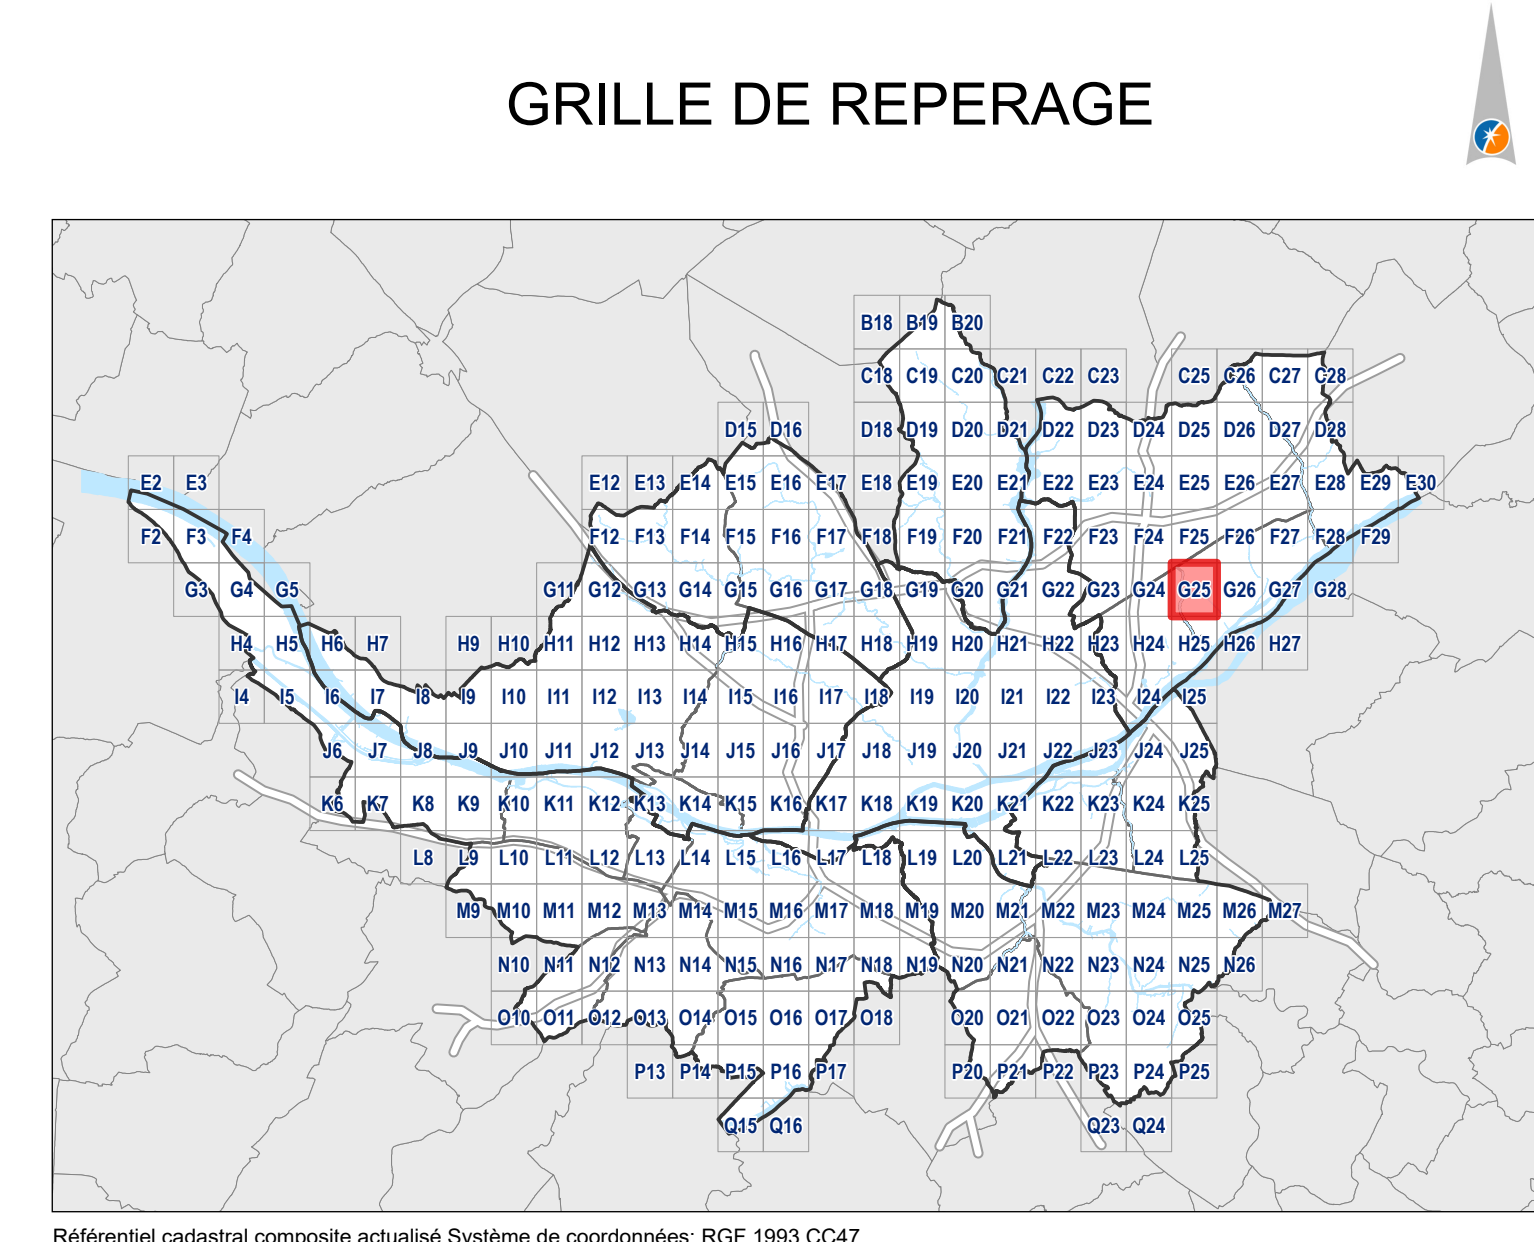 GRILLE DE REPERAGE
B18 B19 B20
C18 C19 C20 C21 C22 C23 C25 C26 C27 C28
D15 D16 D18 D19 D20 D21 D22 D23 D24 D25 D26 D27 D28
E2 E3 E12 E13 E14 E15 E16 E17 E18 E19 E20 E21 E22 E23 E24 E25 E26 E27 E28 E29 E30
F2 F3 F4 F12 F13 F14 F15 F16 F17 F18 F19 F20 F21 F22 F23 F24 F25 F26 F27 F28 F29
G3 G4 G5 G11 G12 G13 G14 G15 G16 G17 G18 G19 G20 G21 G22 G23 G24 G25 G26 G27 G28
H4 H5 H6 H7 H9 H10 H11 H12 H13 H14 H15 H16 H17 H18 H19 H20 H21 H22 H23 H24 H25 H26 H27
I4 I5 I6 I7 I8 I9 I10 I11 I12 I13 I14 I15 I16 I17 I18 I19 I20 I21 I22 I23 I24 I25
J6 J7 J8 J9 J10 J11 J12 J13 J14 J15 J16 J17 J18 J19 J20 J21 J22 J23 J24 J25
K6 K7 K8 K9 K10 K11 K12 K13 K14 K15 K16 K17 K18 K19 K20 K21 K22 K23 K24 K25
L8 L9 L10 L11 L12 L13 L14 L15 L16 L17 L18 L19 L20 L21 L22 L23 L24 L25
M9 M10 M11 M12 M13 M14 M15 M16 M17 M18 M19 M20 M21 M22 M23 M24 M25 M26 M27
N10 N11 N12 N13 N14 N15 N16 N17 N18 N19 N20 N21 N22 N23 N24 N25 N26
O10 O11 O12 O13 O14 O15 O16 O17 O18 O20 O21 O22 O23 O24 O25
P13 P14 P15 P16 P17 P20 P21 P22 P23 P24 P25
Q15 Q16 Q23 Q24
Référentiel cadastral composite actualisé Système de coordonnées: RGF 1993 CC47